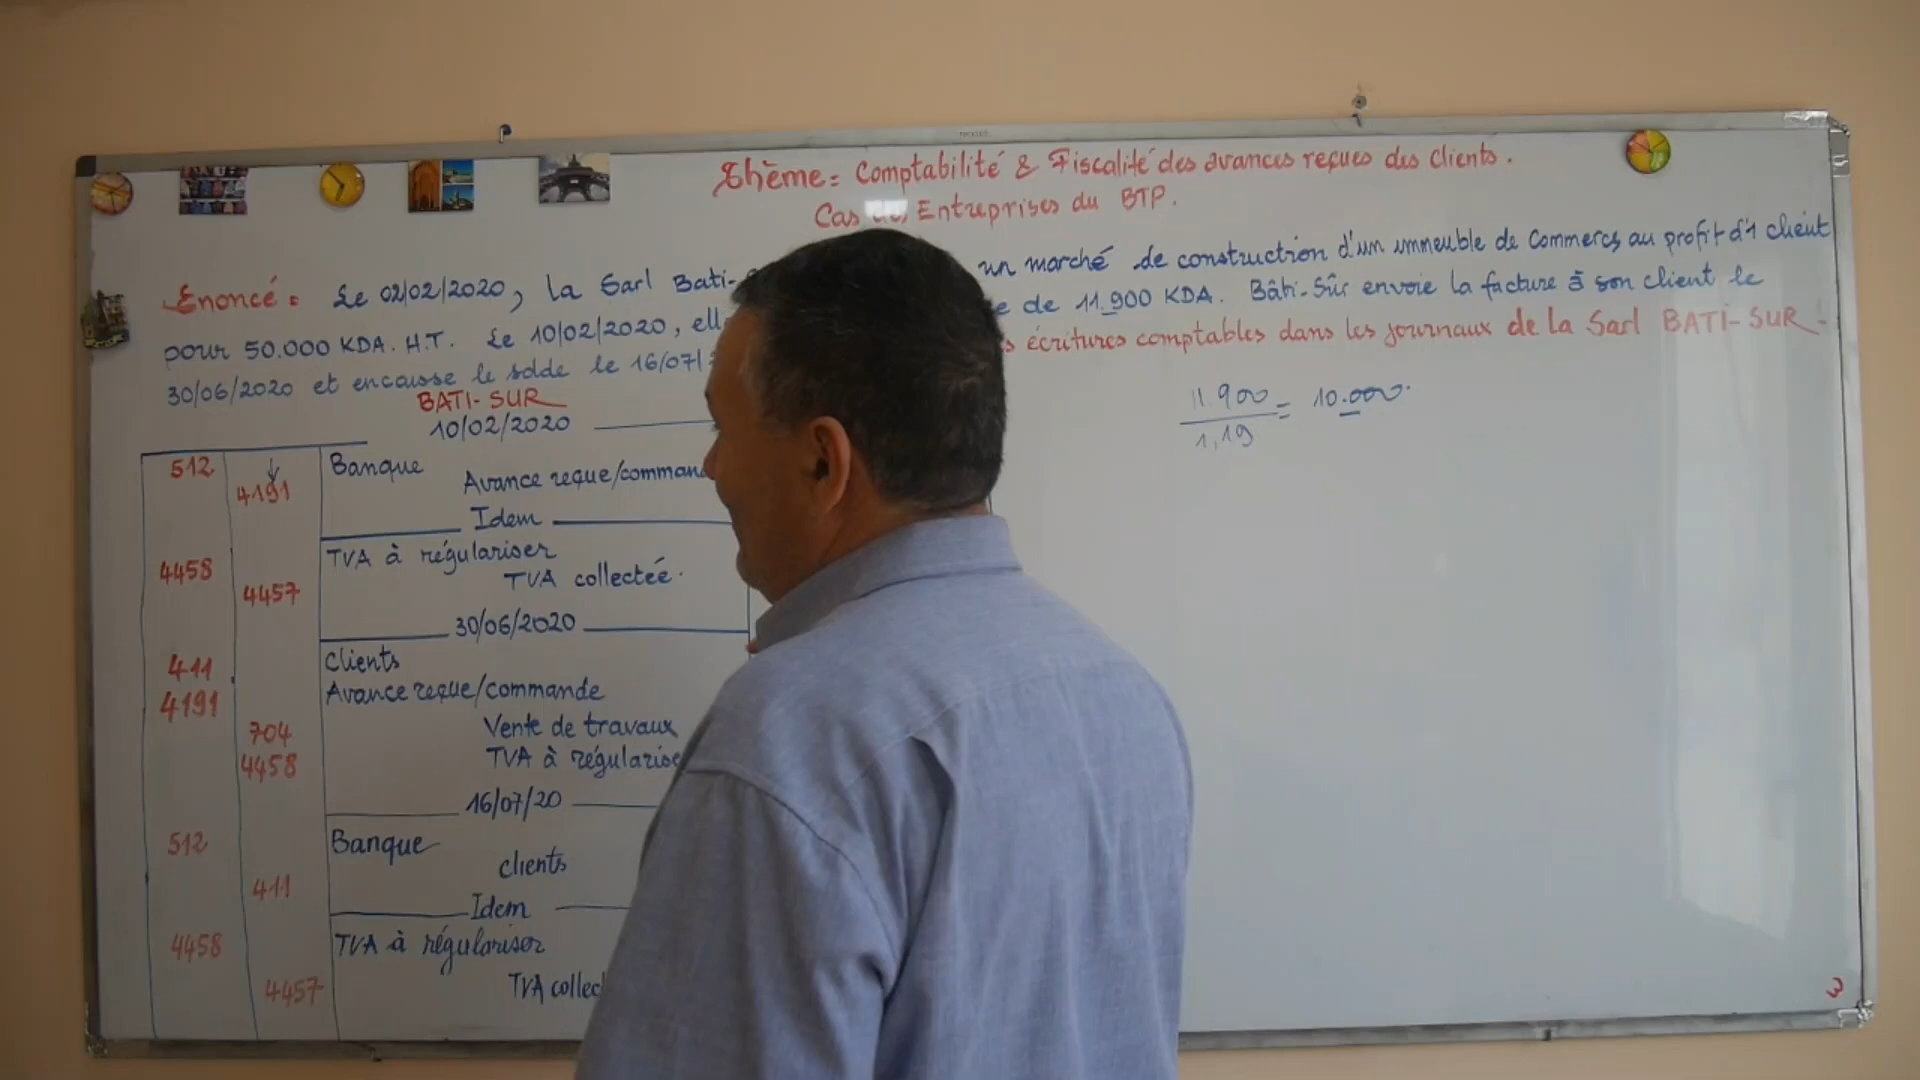 Thème = Comptabilité & Fiscalité des avances reçues des clients.
Cas Entreprises du BTP.
Enoncé = Le 02/02/2020, la Sarl Bati- un marché de construction d'un immeuble de Commerces au profit d'1 client
pour 50.000 KDA. H.T. Le 10/02/2020, ell e de 11.900 KDA. Bâti-Sûr envoie la facture à son client le
30/06/2020 et encaisse le solde le 16/07/ s écritures comptables dans les journaux de la Sarl BATI-SUR-
BATI-SUR
10/02/2020
11.900 / 1,19 = 10.000
512 Banque
4191 Avance reçue/comman
Idem
4458 TVA à régulariser
4457 TVA collectée.
30/06/2020
411 Clients
4191 Avance reçue/commande
704 Vente de travaux
4458 TVA à régularise
16/07/20
512 Banque
411 clients
Idem
4458 TVA à régulariser
4457 TVA collec
3